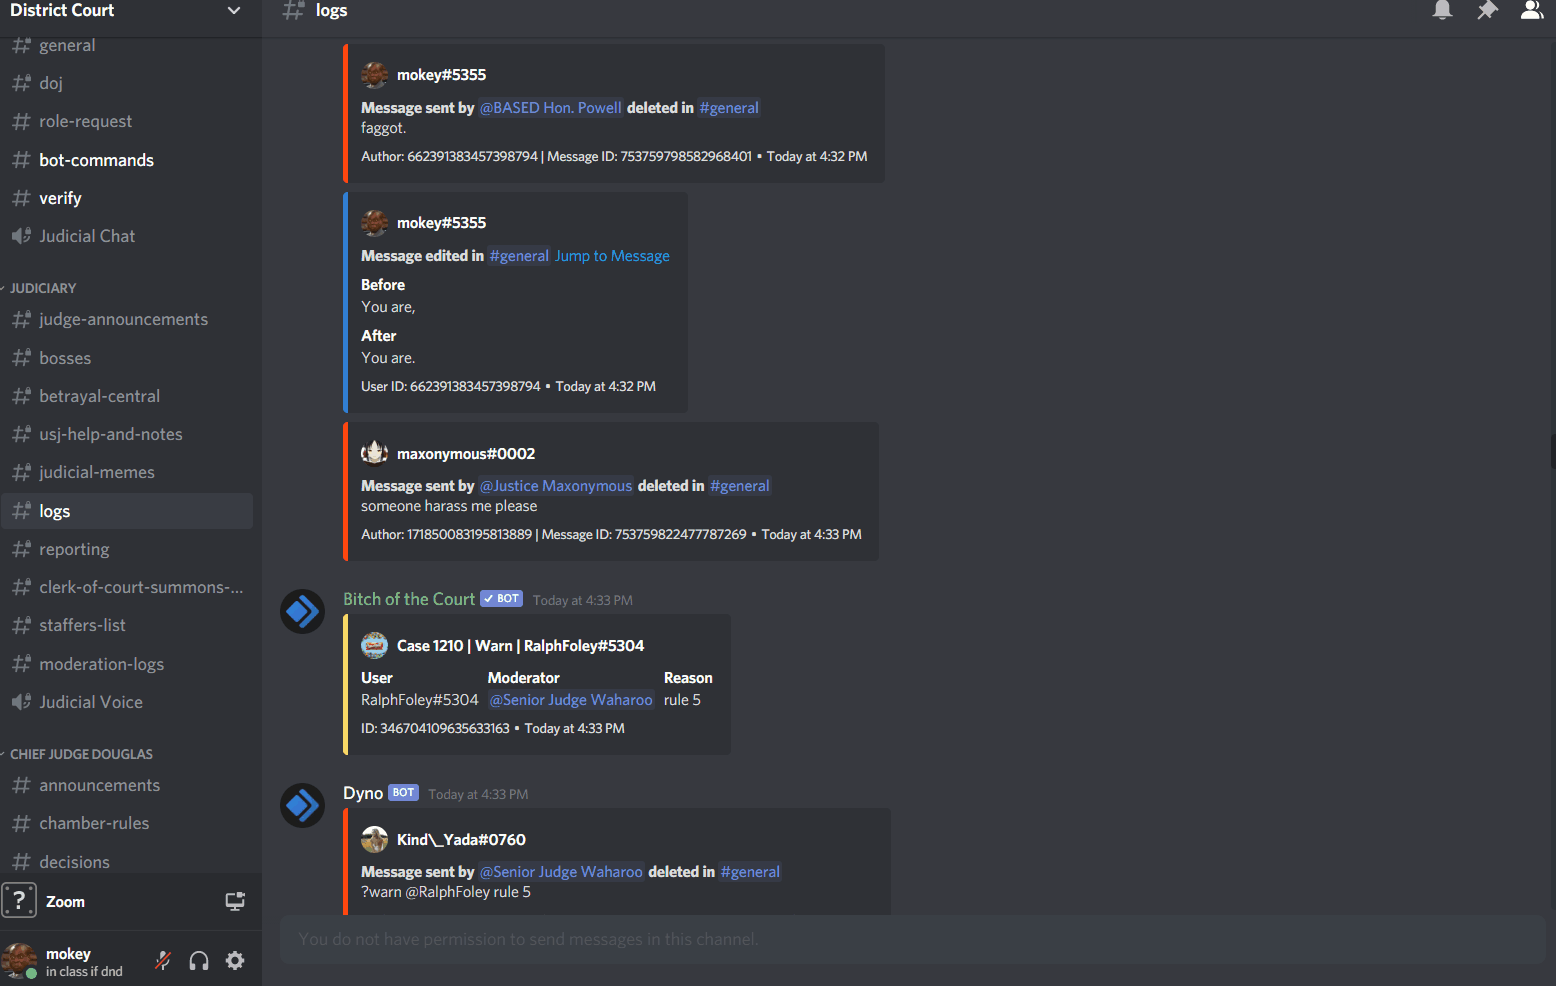 District Court
general
doj
role-request
bot-commands
verify
Judicial Chat
JUDICIARY
judge-announcements
bosses
betrayal-central
usj-help-and-notes
judicial-memes
logs
reporting
clerk-of-court-summons-...
staffers-list
moderation-logs
Judicial Voice
CHIEF JUDGE DOUGLAS
announcements
chamber-rules
decisions
? Zoom
mokey
in class if dnd
logs
mokey#5355
Message sent by @BASED Hon. Powell deleted in #general
faggot.
Author: 662391383457398794 | Message ID: 753759798582968401 • Today at 4:32 PM
mokey#5355
Message edited in #general Jump to Message
Before
You are,
After
You are.
User ID: 662391383457398794 • Today at 4:32 PM
maxonymous#0002
Message sent by @Justice Maxonymous deleted in #general
someone harass me please
Author: 171850083195813889 | Message ID: 753759822477787269 • Today at 4:33 PM
Bitch of the Court ✓ BOT Today at 4:33 PM
Case 1210 | Warn | RalphFoley#5304
User Moderator Reason
RalphFoley#5304 @Senior Judge Waharoo rule 5
ID: 346704109635633163 • Today at 4:33 PM
Dyno BOT Today at 4:33 PM
Kind\_Yada#0760
Message sent by @Senior Judge Waharoo deleted in #general
?warn @RalphFoley rule 5
You do not have permission to send messages in this channel.